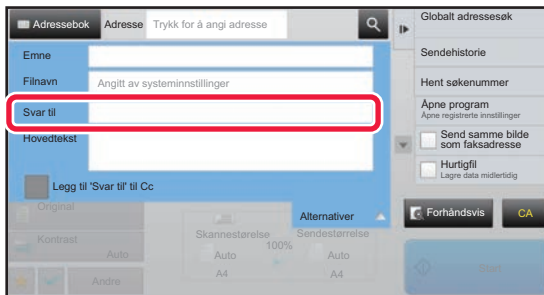 Adressebok
Adresse
Trykk for å angi adresse
Emne
Filnavn
Angitt av systeminnstillinger
Svar til
Hovedtekst
Legg til 'Svar til' til Cc
Alternativer
Original
Kontrast
Auto
Andre
Skannestørelse
Sendestørrelse
100%
Auto
Auto
A4
A4
Globalt adressesøk
Sendehistorie
Hent søkenummer
Åpne program
Åpne registrerte innstillinger
Send samme bilde
som faksadresse
Hurtigfil
Lagre data midlertidig
Forhåndsvis
CA
Start